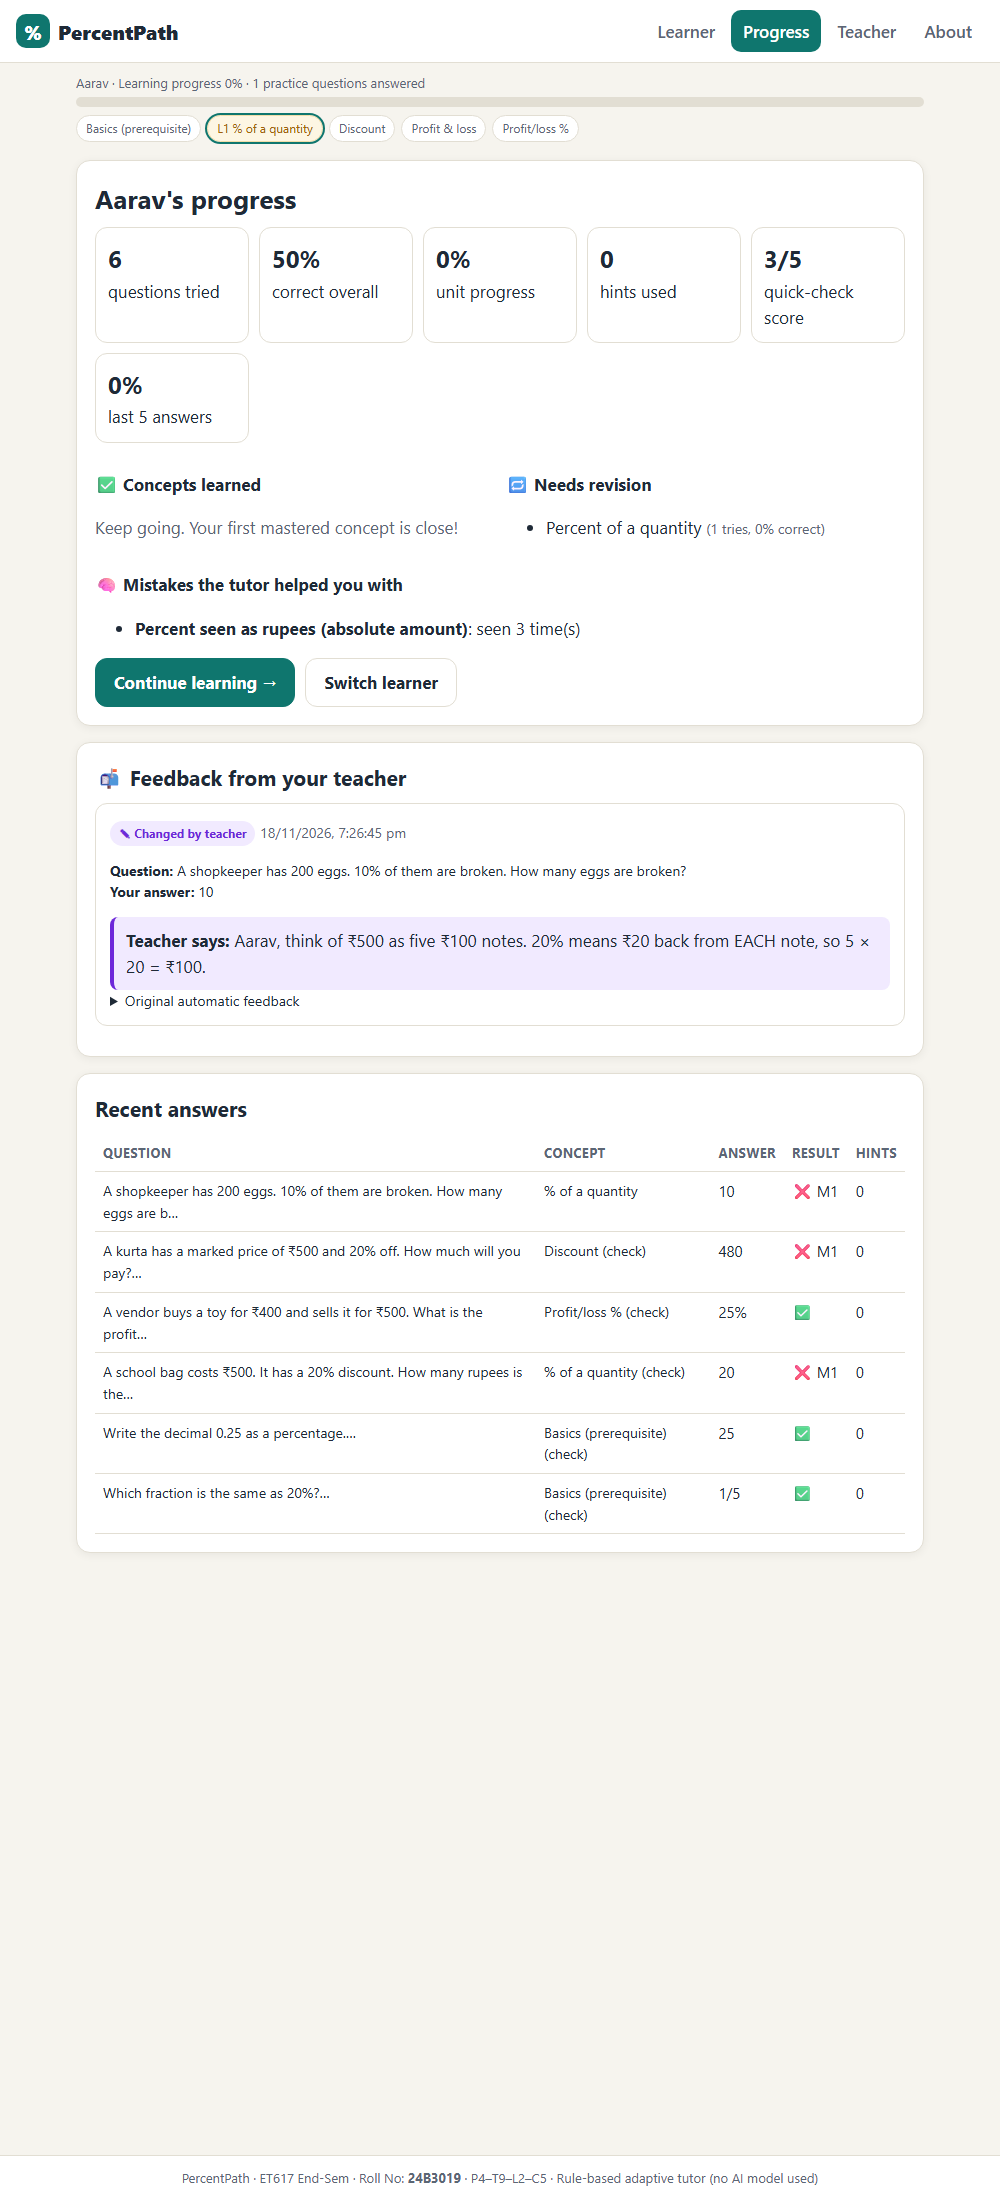 % PercentPath
Learner Progress Teacher About
Aarav · Learning progress 0% · 1 practice questions answered
Basics (prerequisite) L1 % of a quantity Discount Profit & loss Profit/loss %
Aarav's progress
6
questions tried
50%
correct overall
0%
unit progress
0
hints used
3/5
quick-check
score
0%
last 5 answers
✅ Concepts learned
Keep going. Your first mastered concept is close!
🔁 Needs revision
• Percent of a quantity (1 tries, 0% correct)
🧠 Mistakes the tutor helped you with
• Percent seen as rupees (absolute amount): seen 3 time(s)
Continue learning →
Switch learner
📬 Feedback from your teacher
✏ Changed by teacher 18/11/2026, 7:26:45 pm
Question: A shopkeeper has 200 eggs. 10% of them are broken. How many eggs are broken?
Your answer: 10
Teacher says: Aarav, think of ₹500 as five ₹100 notes. 20% means ₹20 back from EACH note, so 5 ×
20 = ₹100.
▶ Original automatic feedback
Recent answers
QUESTION CONCEPT ANSWER RESULT HINTS
A shopkeeper has 200 eggs. 10% of them are broken. How many % of a quantity 10 ❌ M1 0
eggs are b...
A kurta has a marked price of ₹500 and 20% off. How much will you Discount (check) 480 ❌ M1 0
pay?...
A vendor buys a toy for ₹400 and sells it for ₹500. What is the Profit/loss % (check) 25% ✅ 0
profit...
A school bag costs ₹500. It has a 20% discount. How many rupees is % of a quantity (check) 20 ❌ M1 0
the...
Write the decimal 0.25 as a percentage.... Basics (prerequisite) 25 ✅ 0
(check)
Which fraction is the same as 20%?... Basics (prerequisite) 1/5 ✅ 0
(check)
PercentPath · ET617 End-Sem · Roll No: 24B3019 · P4–T9–L2–C5 · Rule-based adaptive tutor (no AI model used)